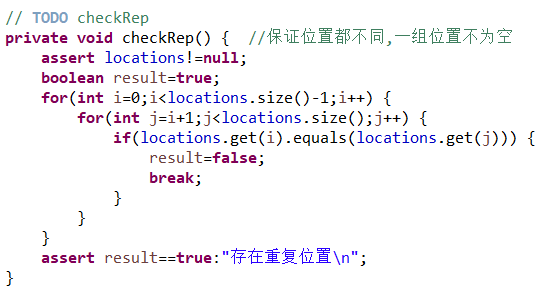 // TODO checkRep
private void checkRep() {  //保证位置都不同,一组位置不为空
    assert locations!=null;
    boolean result=true;
    for(int i=0;i<locations.size()-1;i++) {
        for(int j=i+1;j<locations.size();j++) {
            if(locations.get(i).equals(locations.get(j))) {
                result=false;
                break;
            }
        }
    }
    assert result==true:"存在重复位置\n";
}